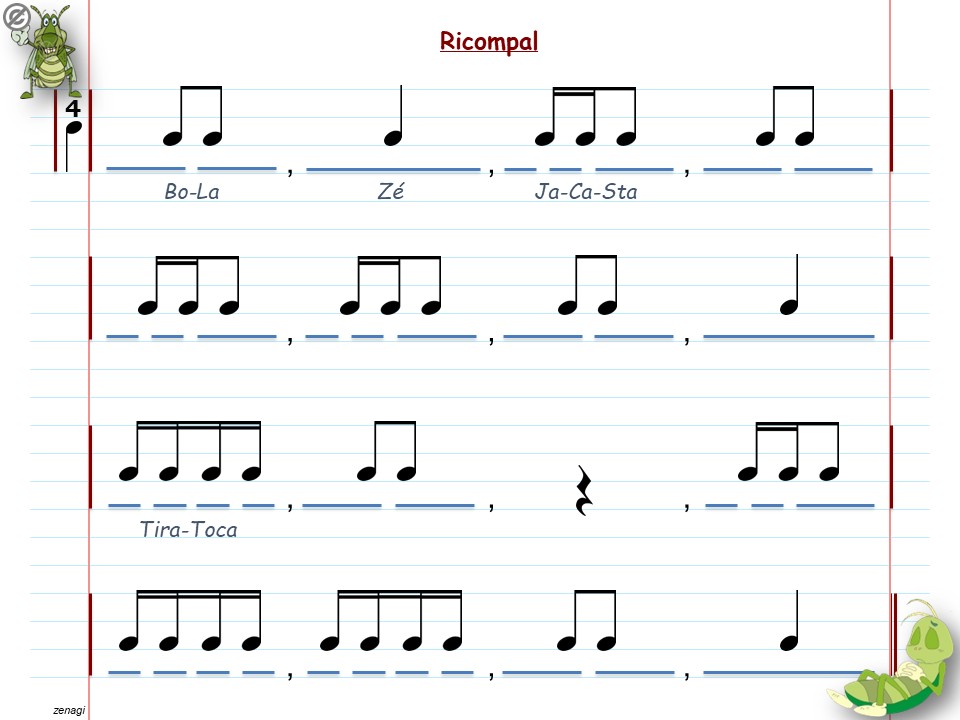 Ricompal
4
, , ,
Bo-La Zé Ja-Ca-Sta
, , ,
, , ,
Tira-Toca
, , ,
zenagi